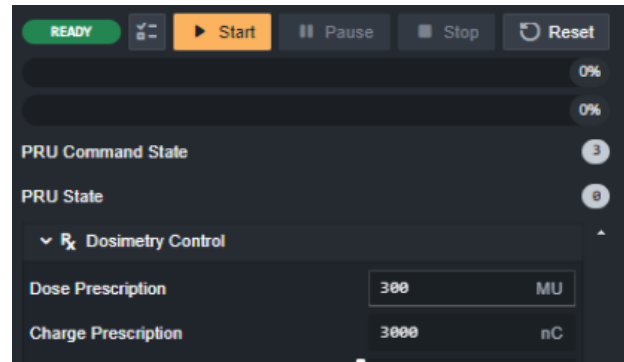 READY Start Pause Stop Reset
0%
0%
PRU Command State 3
PRU State 0
Rx Dosimetry Control
Dose Prescription 300 MU
Charge Prescription 3000 nC